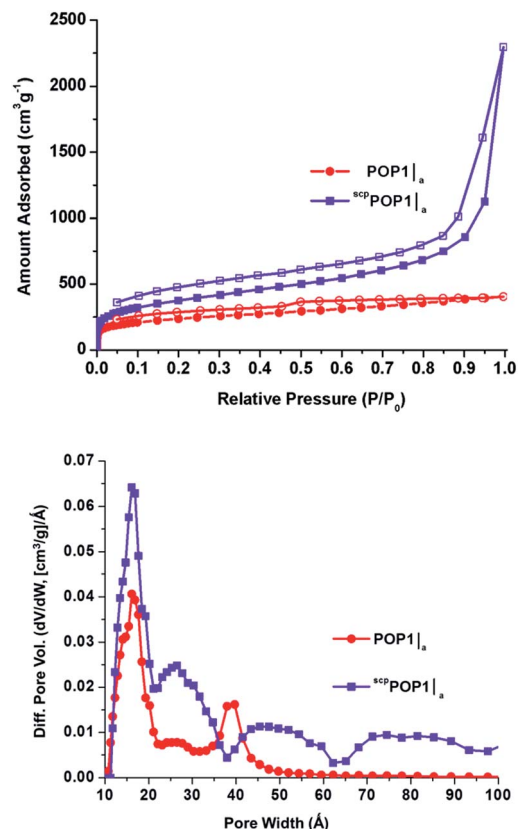 2500
2000
1500
1000
500
0
Amount Adsorbed (cm³g⁻¹)
POP1|ₐ
ˢᶜᵖPOP1|ₐ
0.0 0.1 0.2 0.3 0.4 0.5 0.6 0.7 0.8 0.9 1.0
Relative Pressure (P/P₀)
0.07
0.06
0.05
0.04
0.03
0.02
0.01
0.00
Diff. Pore Vol. (dV/dW, [cm³/g]/Å)
POP1|ₐ
ˢᶜᵖPOP1|ₐ
10 20 30 40 50 60 70 80 90 100
Pore Width (Å)